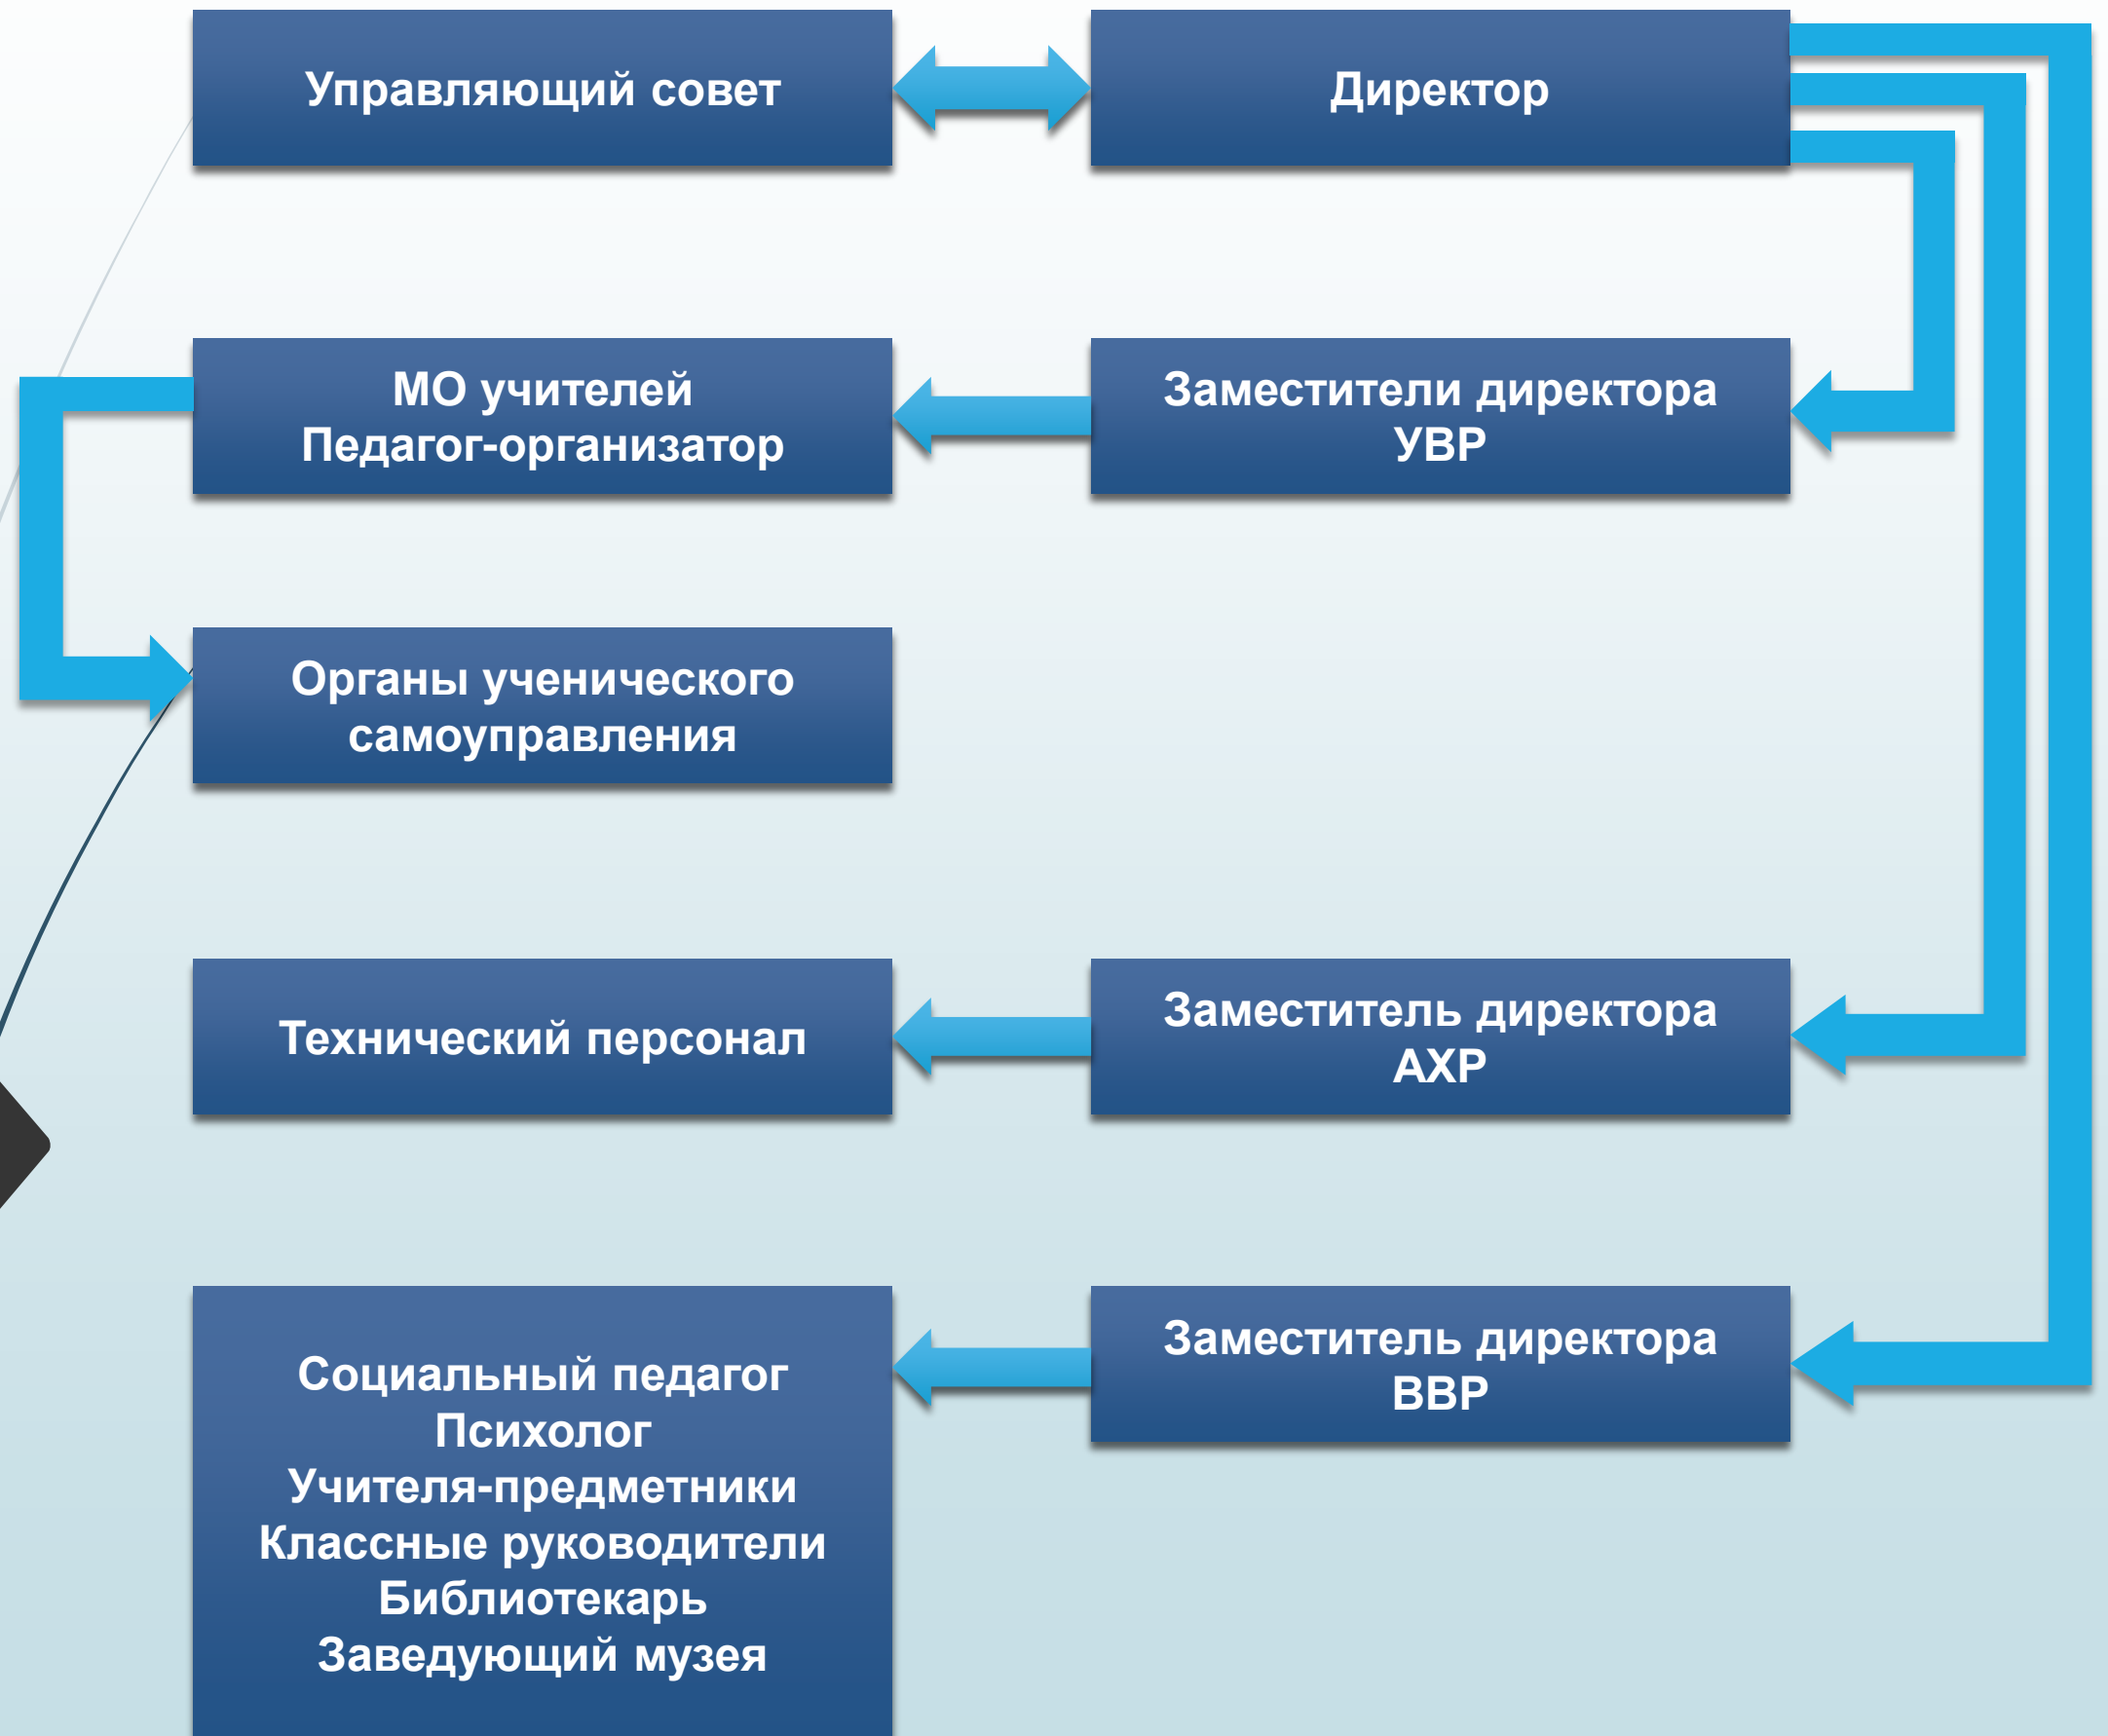 Управляющий совет
Директор
МО учителей
Педагог-организатор
Заместители директора
УВР
Органы ученического
самоуправления
Технический персонал
Заместитель директора
АХР
Социальный педагог
Психолог
Учителя-предметники
Классные руководители
Библиотекарь
Заведующий музея
Заместитель директора
ВВР